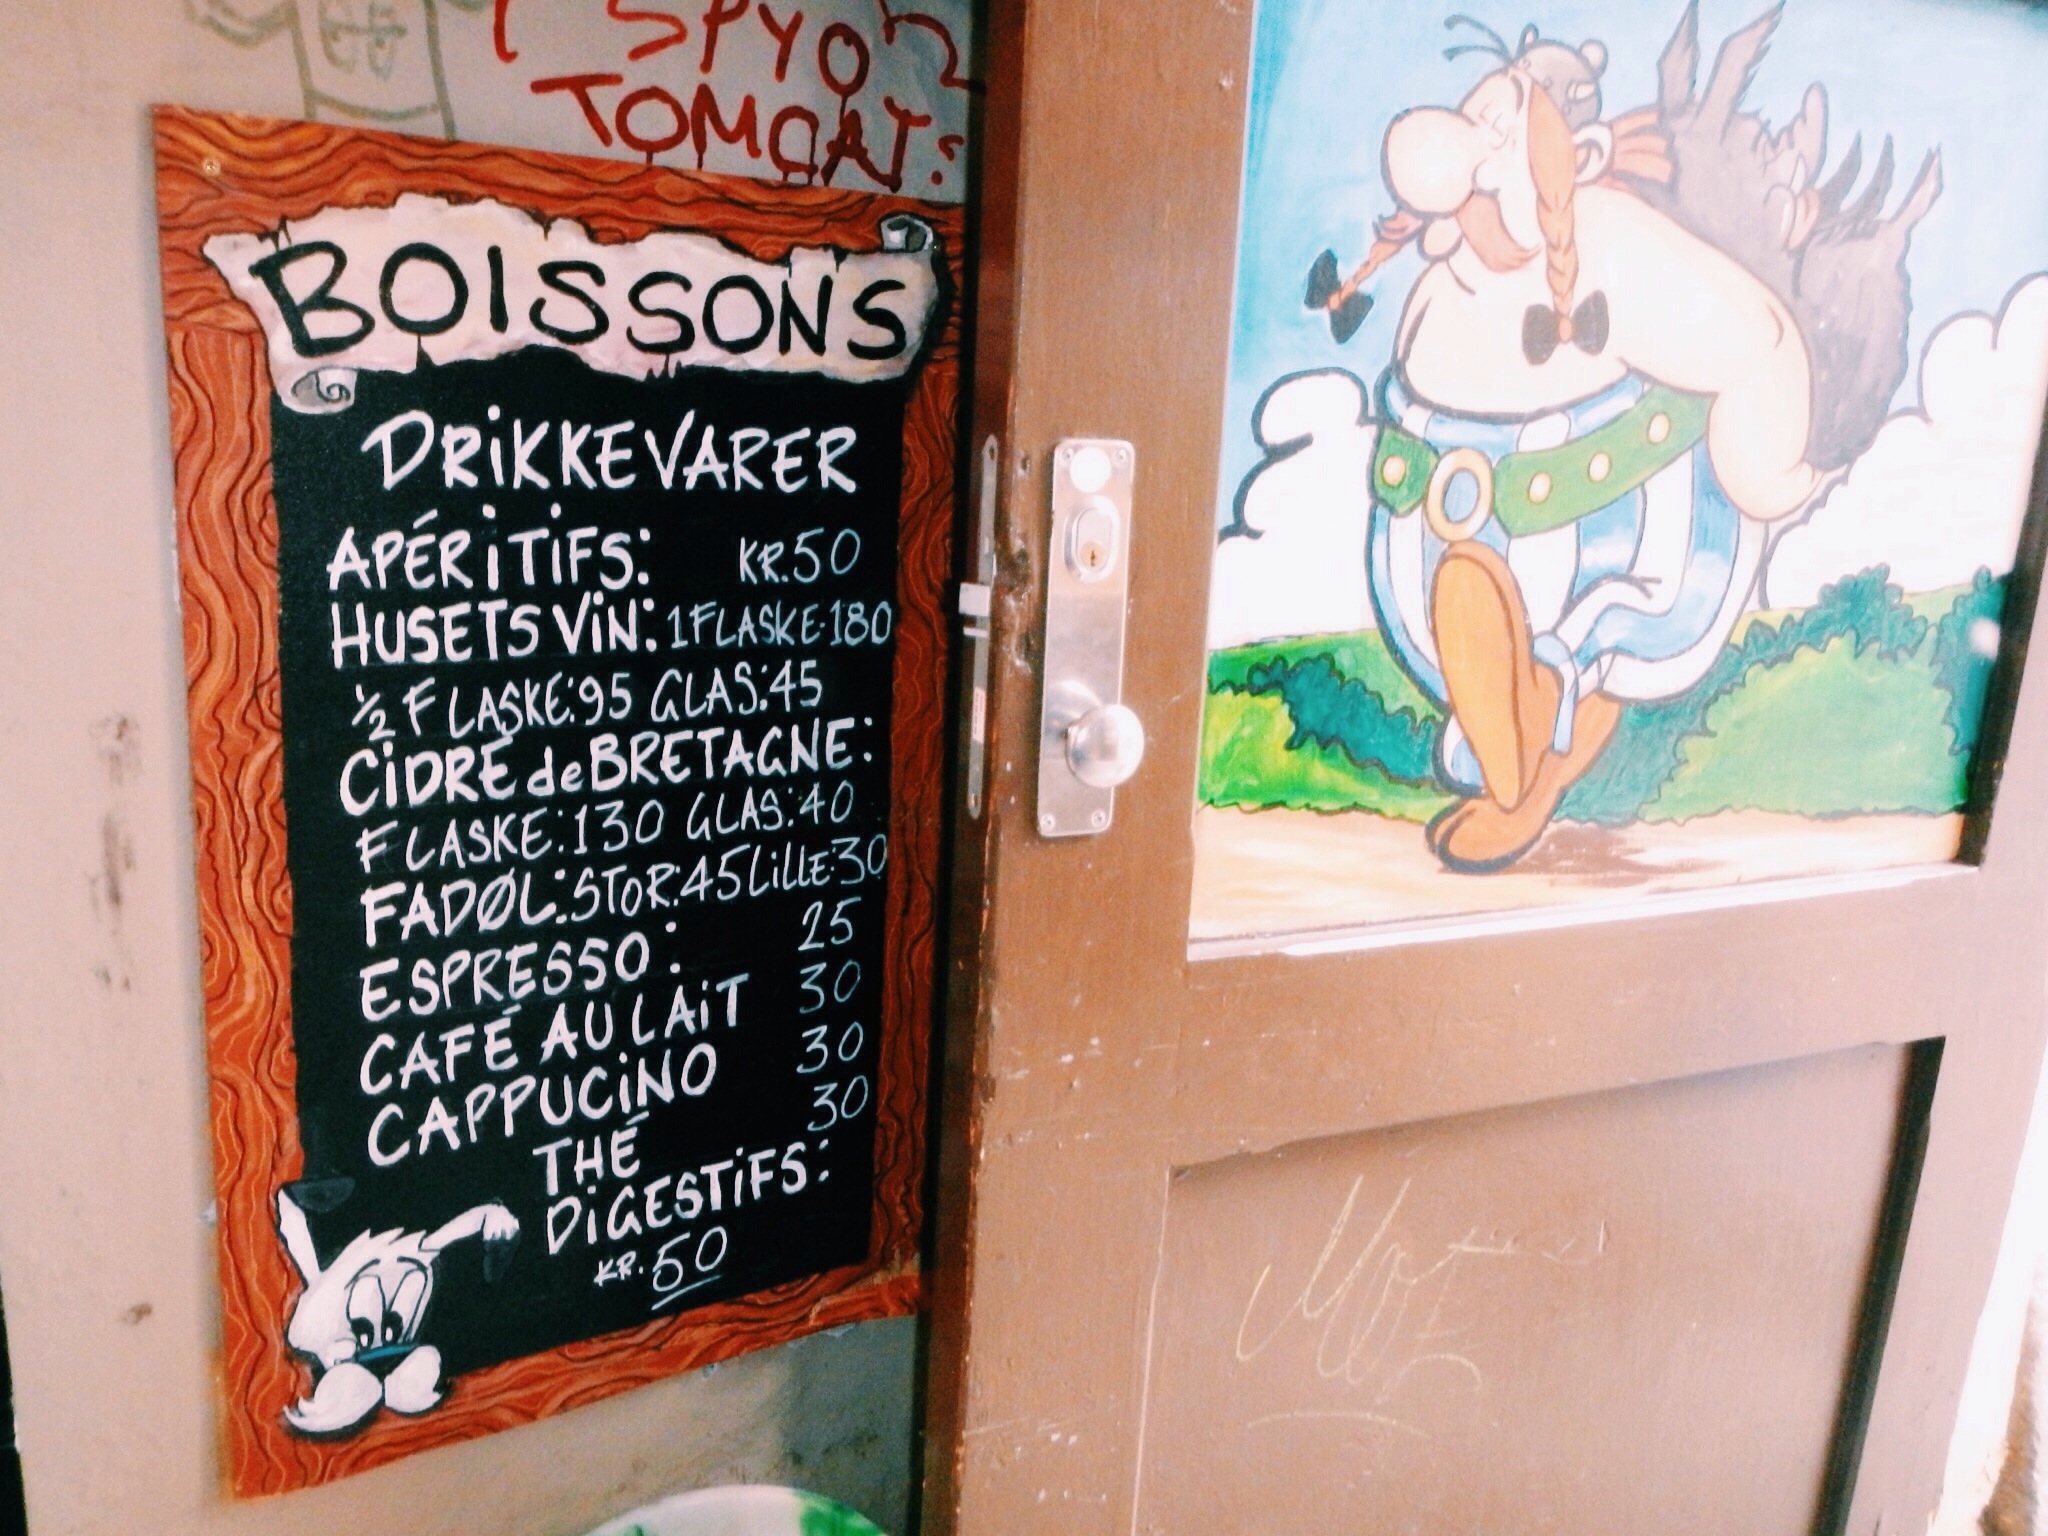 SPYO
TOMCAT
BOISSONS
DRIKKEVARER
APÉRITIFS: KR.50
HUSETS VIN: 1 FLASKE·180
½ FLASKE:95 GLAS:45
CIDRÉ de BRETAGNE:
FLASKE:130 GLAS:40
FADØL:STOR:45 LILLE:30
ESPRESSO: 25
CAFÉ AU LAIT 30
CAPPUCINO 30
THÉ 30
DIGESTIFS:
KR.50